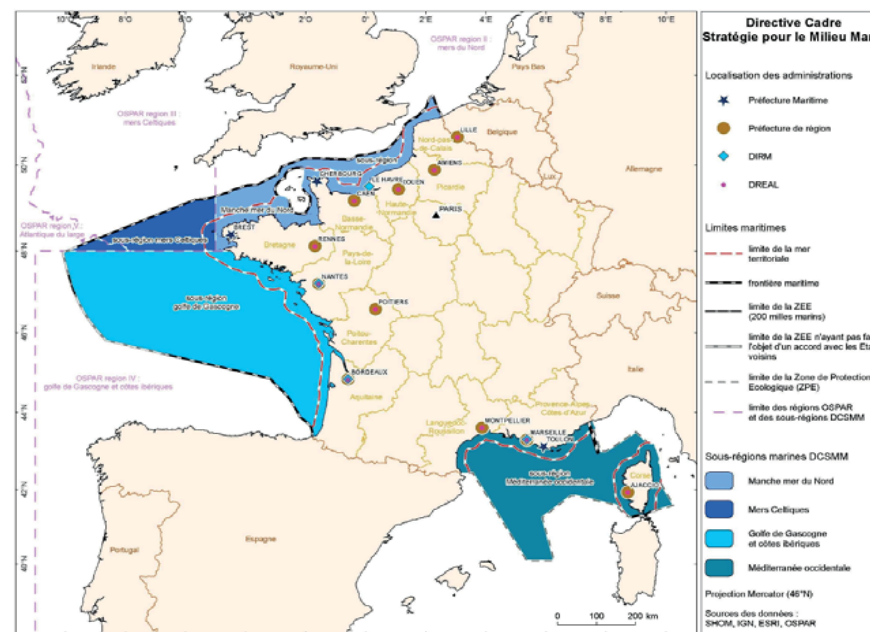 10°O
8°O
6°O
4°O
2°O
0°
2°E
4°E
6°E
8°E
10°E
52°N
50°N
48°N
46°N
44°N
42°N
40°N
OSPAR region II :
mers du Nord
Irlande
Royaume-Uni
Pays Bas
OSPAR region III :
mers Celtiques
Belgique
Allemagne
Lux
LILLE
Nord-pas-
de-Calais
sous-region
CHERBOURG
AMIENS
LE HAVRE
ROUEN
Picardie
CAEN
Haute-
Normandie
Manche mer du Nord
Basse-
Normandie
PARIS
OSPAR region V :
Atlantique du large
sous-région mers Celtiques
BREST
Bretagne
RENNES
Pays-de-
la-Loire
NANTES
Suisse
sous-région
golfe de Gascogne
POITIERS
Poitou-
Charentes
Italie
OSPAR region IV :
golfe de Gascogne et côtes ibériques
BORDEAUX
Aquitaine
Provence-Alpes
Côtes d'Azur
Languedoc-
Roussillon
MONTPELLIER
MARSEILLE
TOULON
sous-région
Méditerranée occidentale
Corse
AJACCIO
Portugal
Espagne
0 100 200 km
Directive Cadre
Stratégie pour le Milieu Mar
Localisation des administrations
Préfecture Maritime
Préfecture de région
DIRM
DREAL
Limites maritimes
limite de la mer
territoriale
frontière maritime
limite de la ZEE
(200 milles marins)
limite de la ZEE n'ayant pas fa
l'objet d'un accord avec les Éta
voisins
limite de la Zone de Protection
Ecologique (ZPE)
limite des régions OSPAR
et des sous-régions DCSMM
Sous-régions marines DCSMM
Manche mer du Nord
Mers Celtiques
Golfe de Gascogne
et côtes ibériques
Méditerranée occidentale
Projection Mercator (46°N)
Sources des données :
SHOM, IGN, ESRI, OSPAR